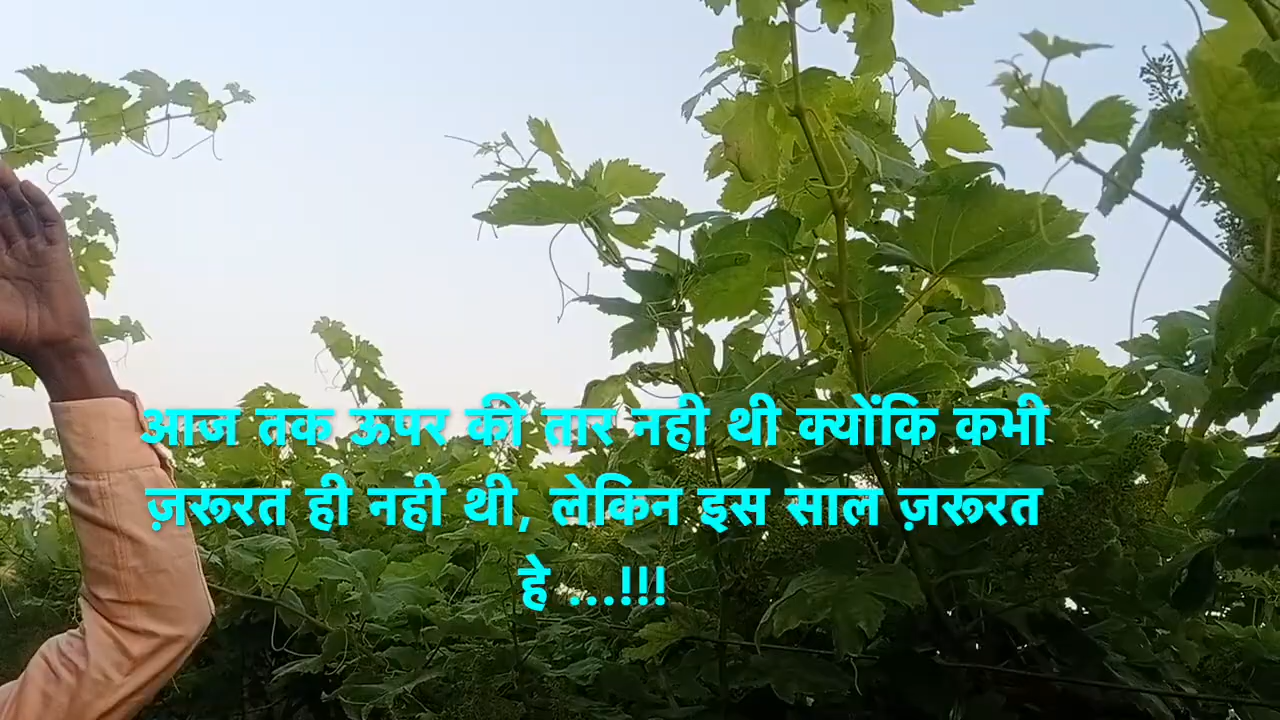 आज तक ऊपर की तार नही थी क्योंकि कभी
ज़रूरत ही नही थी, लेकिन इस साल ज़रूरत
हे ...!!!